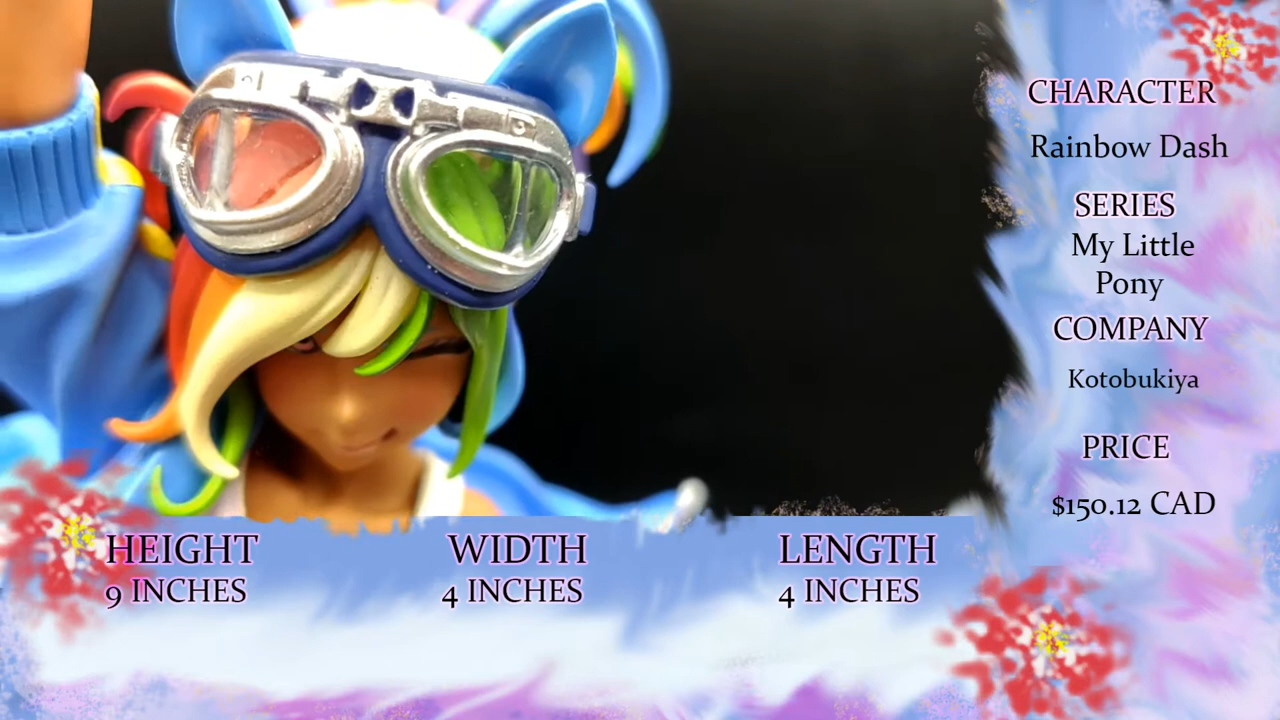 CHARACTER
Rainbow Dash
SERIES
My Little
Pony
COMPANY
Kotobukiya
PRICE
$150.12 CAD
HEIGHT
9 INCHES
WIDTH
4 INCHES
LENGTH
4 INCHES